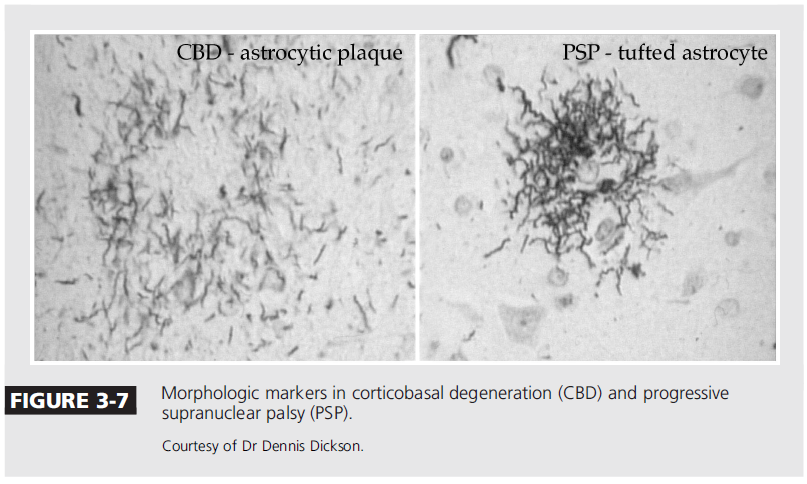 CBD - astrocytic plaque
PSP - tufted astrocyte
FIGURE 3-7
Morphologic markers in corticobasal degeneration (CBD) and progressive
supranuclear palsy (PSP).
Courtesy of Dr Dennis Dickson.